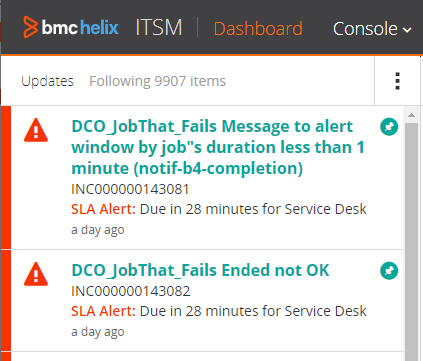 bmc helix ITSM Dashboard Console
Updates Following 9907 items
DCO_JobThat_Fails Message to alert
window by job"s duration less than 1
minute (notif-b4-completion)
INC000000143081
SLA Alert: Due in 28 minutes for Service Desk
a day ago
DCO_JobThat_Fails Ended not OK
INC000000143082
SLA Alert: Due in 28 minutes for Service Desk
a day ago